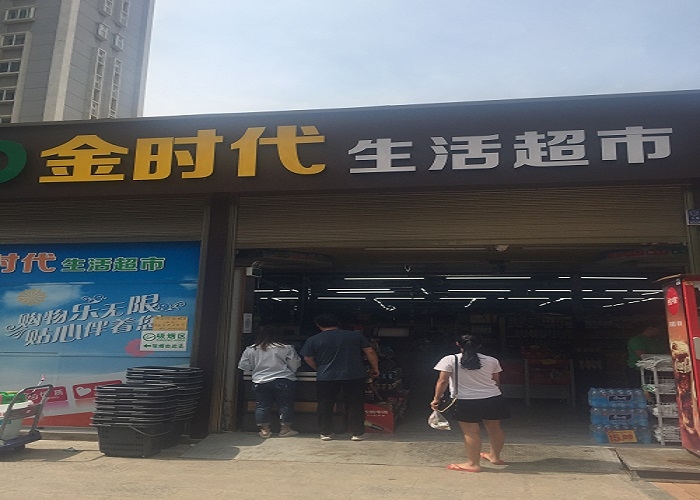 金时代 生活超市
时代 生活超市
购物乐无限
贴心伴着您